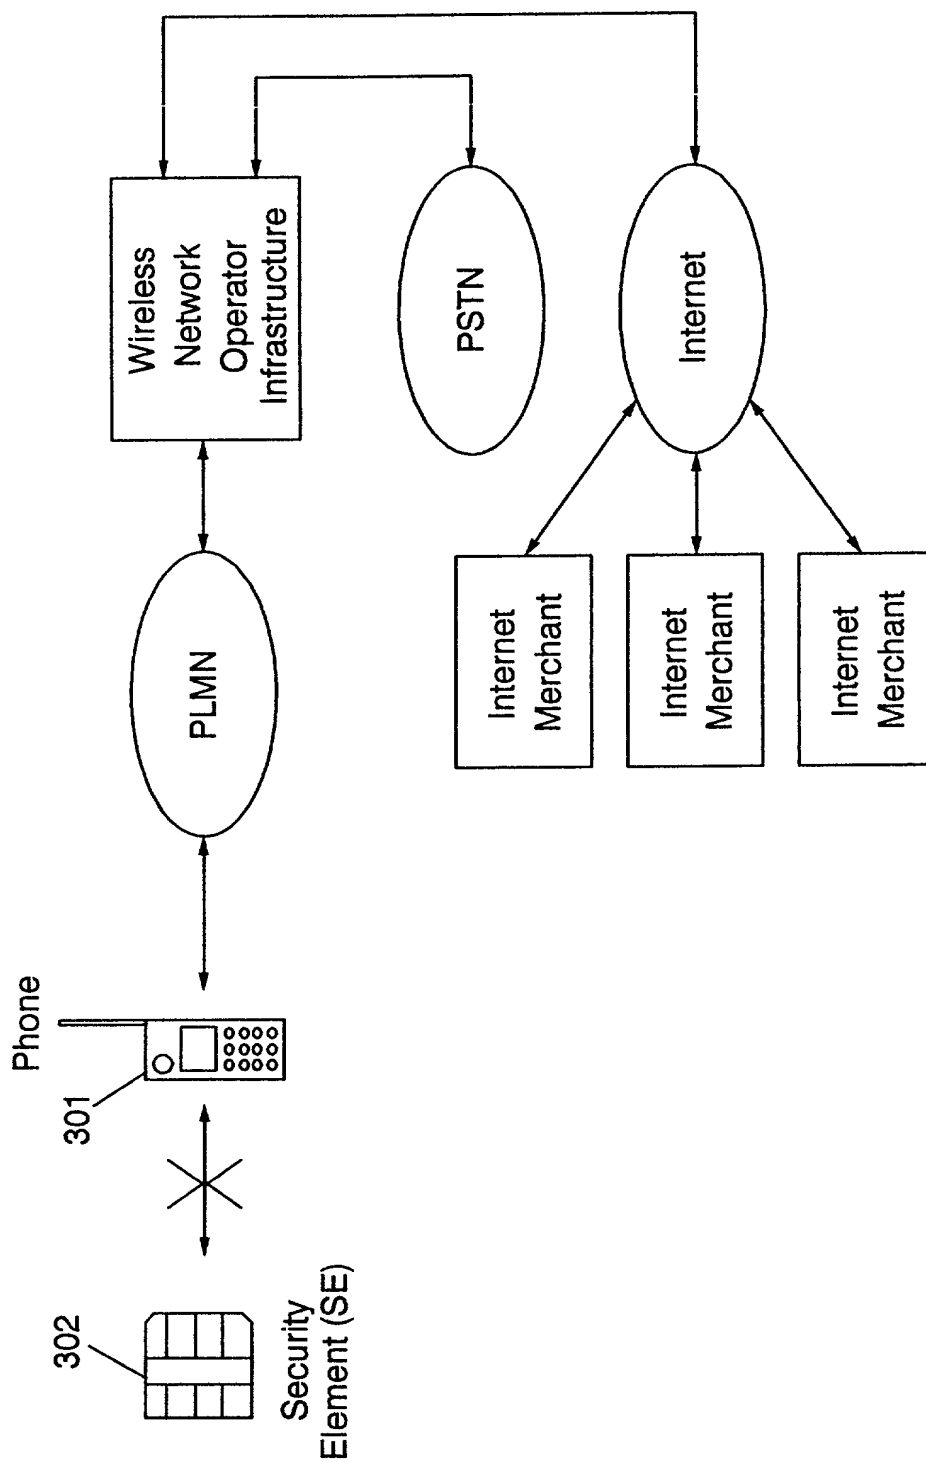 Wireless
Network
Operator
Infrastructure
PLMN
PSTN
Internet
Internet
Merchant
Internet
Merchant
Internet
Merchant
Phone
301
302
Security
Element (SE)